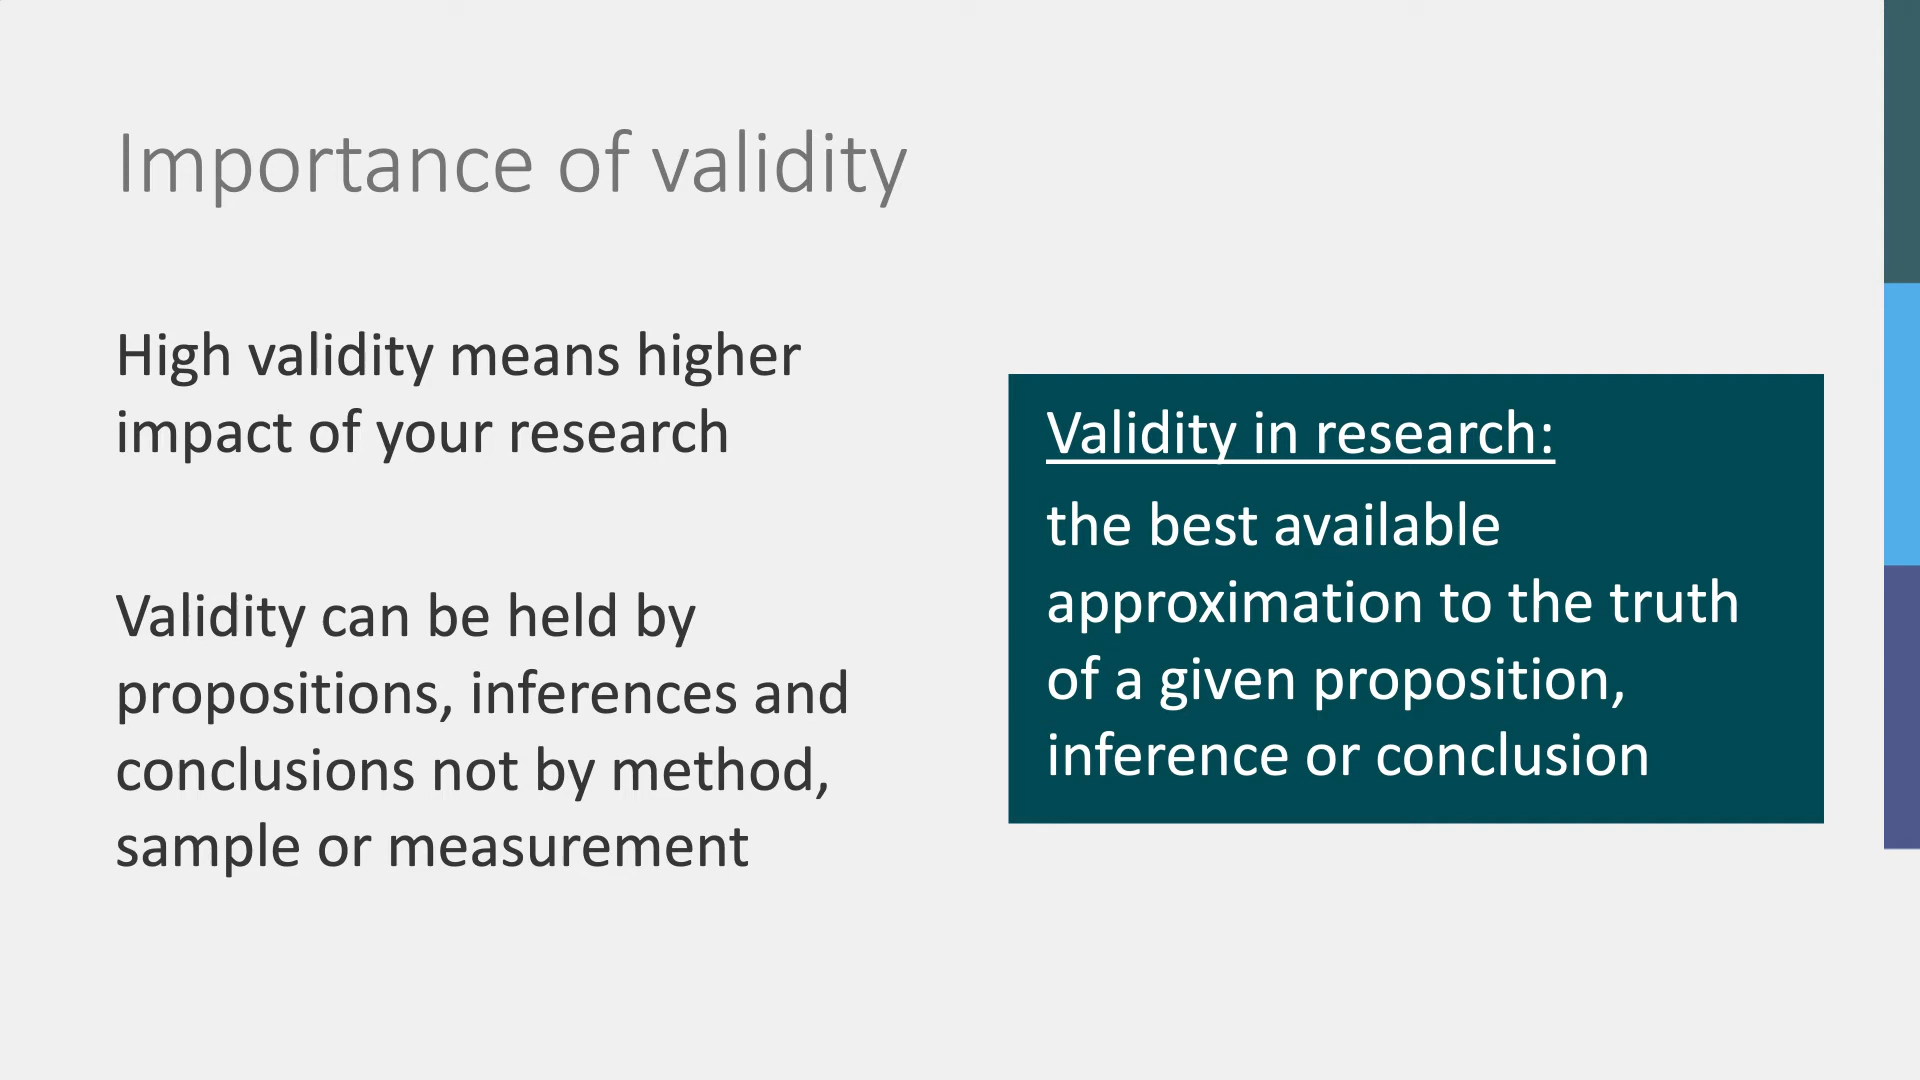 Importance of validity
High validity means higher
impact of your research
Validity can be held by
propositions, inferences and
conclusions not by method,
sample or measurement
Validity in research:
the best available
approximation to the truth
of a given proposition,
inference or conclusion